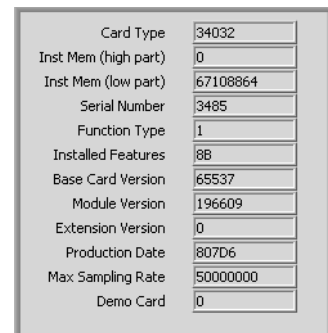 Card Type 34032
Inst Mem (high part) 0
Inst Mem (low part) 67108864
Serial Number 3485
Function Type 1
Installed Features 8B
Base Card Version 65537
Module Version 196609
Extension Version 0
Production Date 807D6
Max Sampling Rate 50000000
Demo Card 0